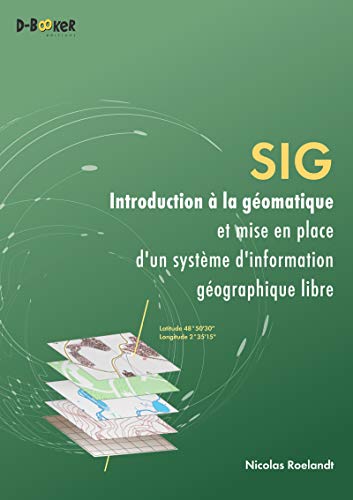 D-BOOKER
ÉDITIONS
SIG
Introduction à la géomatique
et mise en place
d'un système d'information
géographique libre
Latitude 48°50'30"
Longitude 2°35'15"
Nicolas Roelandt